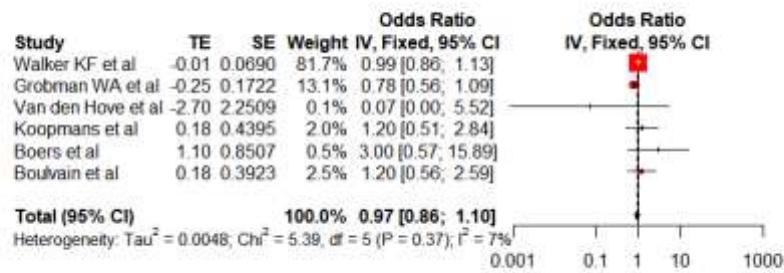 Odds Ratio Odds Ratio
Study TE SE Weight IV, Fixed, 95% CI IV, Fixed, 95% CI
Walker KF et al -0.01 0.0690 81.7% 0.99 [0.86; 1.13]
Grobman WA et al -0.25 0.1722 13.1% 0.78 [0.56; 1.09]
Van den Hove et al -2.70 2.2509 0.1% 0.07 [0.00; 5.52]
Koopmans et al 0.18 0.4395 2.0% 1.20 [0.51; 2.84]
Boers et al 1.10 0.8507 0.5% 3.00 [0.57; 15.89]
Boulvain et al 0.18 0.3923 2.5% 1.20 [0.56; 2.59]
Total (95% CI) 100.0% 0.97 [0.86; 1.10]
Heterogeneity: Tau² = 0.0048; Chi² = 5.39, df = 5 (P = 0.37); I² = 7%
0.001 0.1 1 10 1000